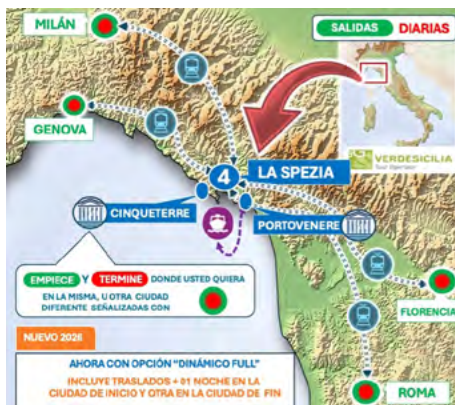 MILÁN
SALIDAS DIARIAS
GENOVA
4
LA SPEZIA
VERDESICILIA
Tour Operator
CINQUETERRE
PORTOVENERE
EMPIECE Y TERMINE DONDE USTED QUIERA
EN LA MISMA, U OTRA CIUDAD
DIFERENTE SEÑALIZADAS CON
FLORENCIA
NUEVO 2026
AHORA CON OPCIÓN "DINÁMICO FULL"
INCLUYE TRASLADOS + 01 NOCHE EN LA
CIUDAD DE INICIO Y OTRA EN LA CIUDAD DE FIN
ROMA